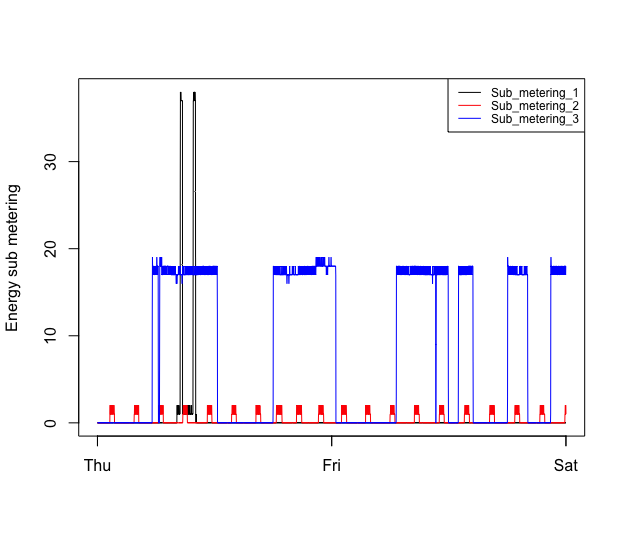 Sub_metering_1
Sub_metering_2
Sub_metering_3
Energy sub metering
30
20
10
0
Thu Fri Sat